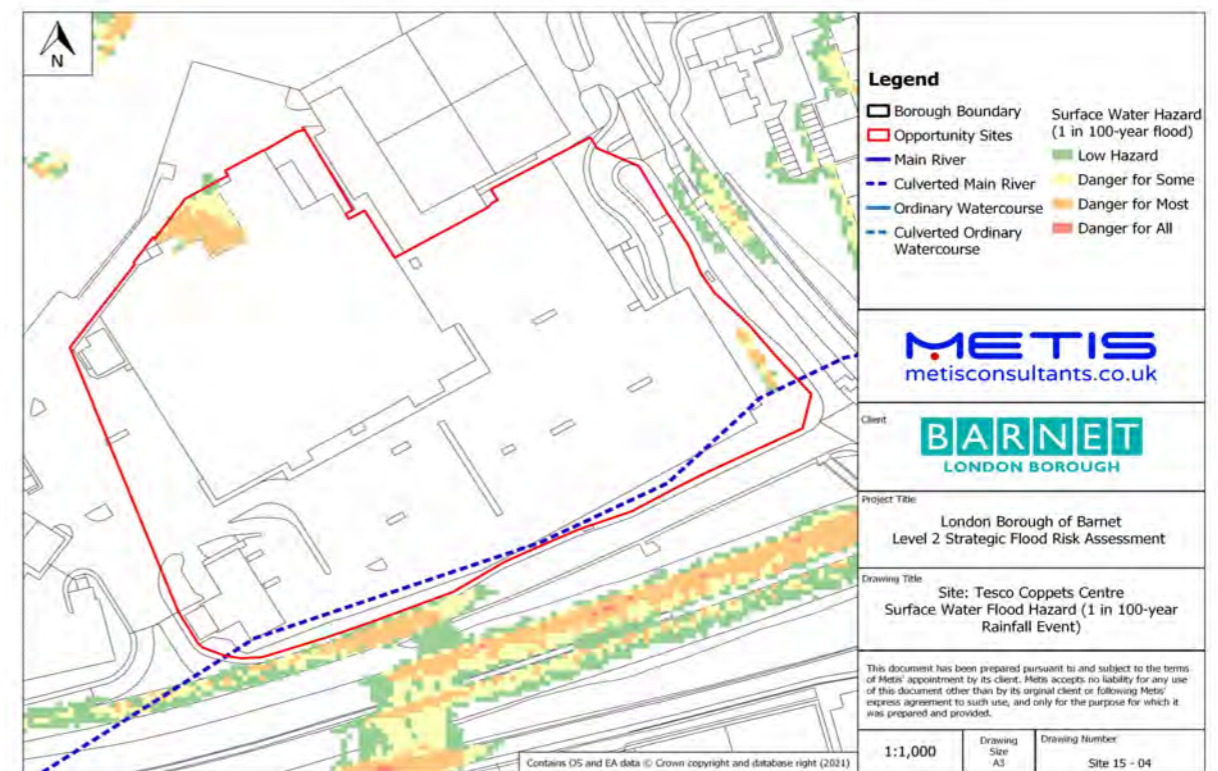 N
Legend
Borough Boundary
Opportunity Sites
Main River
Culverted Main River
Ordinary Watercourse
Culverted Ordinary
Watercourse
Surface Water Hazard
(1 in 100-year flood)
Low Hazard
Danger for Some
Danger for Most
Danger for All
METIS
metisconsultants.co.uk
Client
BARNET
LONDON BOROUGH
Project Title
London Borough of Barnet
Level 2 Strategic Flood Risk Assessment
Drawing Title
Site: Tesco Coppets Centre
Surface Water Flood Hazard (1 in 100-year
Rainfall Event)
This document has been prepared pursuant to and subject to the terms
of Metis' appointment by its client. Metis accepts no liability for any use
of this document other than by its orginal client or following Metis'
express agreement to such use, and only for the purpose for which it
was prepared and provided.
1:1,000
Drawing
Size
A3
Drawing Number
Site 15 - 04
Contains OS and EA data © Crown copyright and database right (2021)